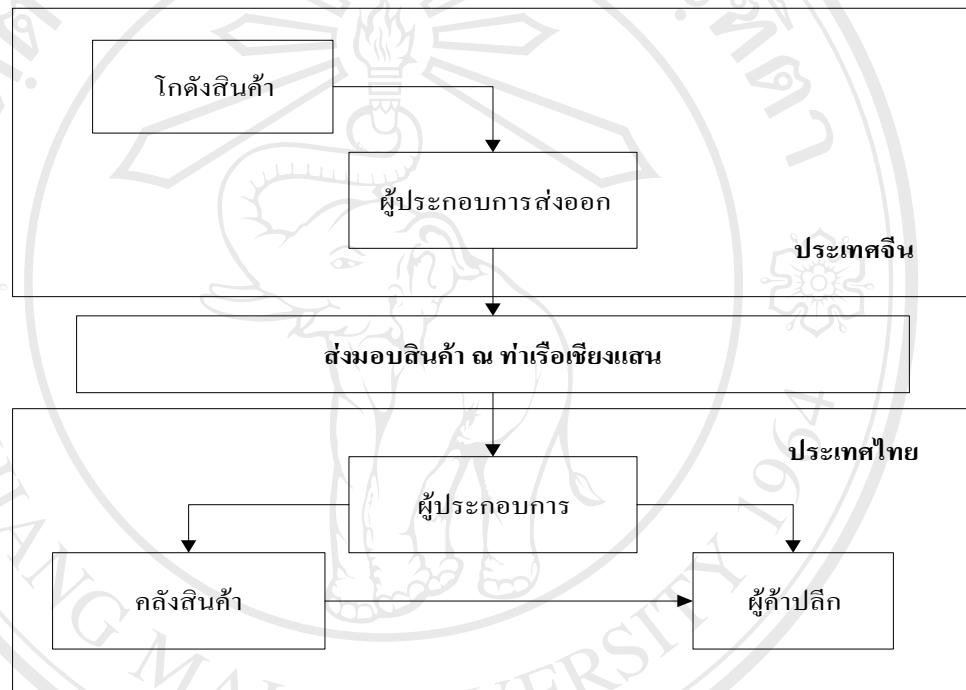 โกดังสินค้า
ผู้ประกอบการส่งออก
ประเทศจีน
ส่งมอบสินค้า ณ ท่าเรือเชียงแสน
ประเทศไทย
ผู้ประกอบการ
คลังสินค้า
ผู้ค้าปลีก
UNIVERSITY 1964